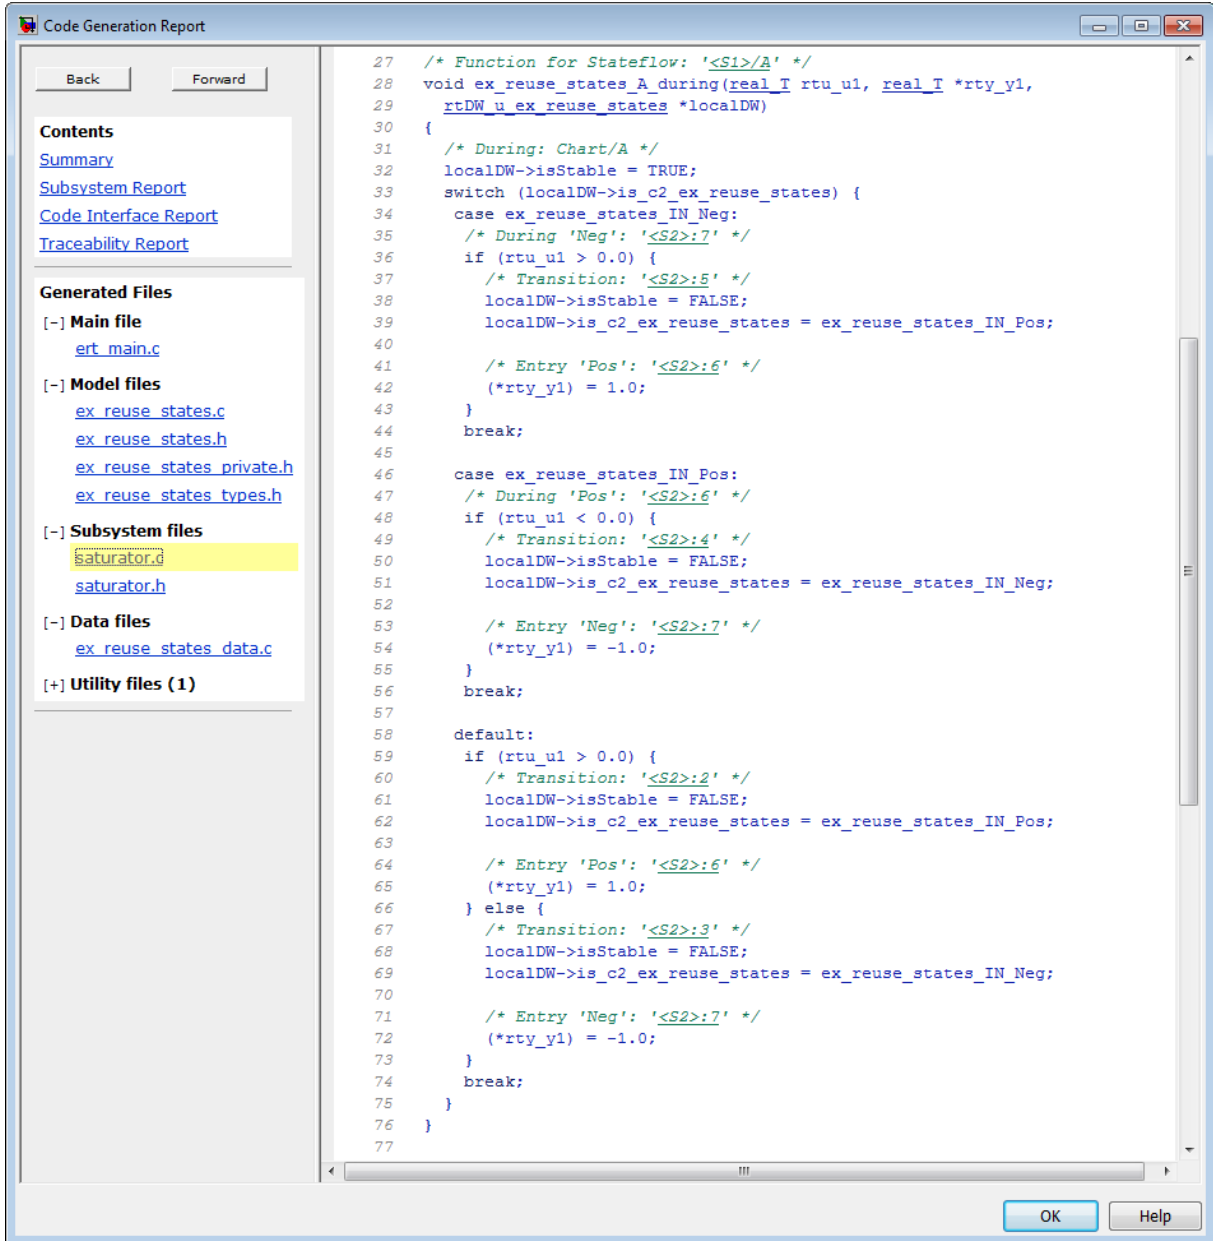 Code Generation Report
Back
Forward
Contents
Summary
Subsystem Report
Code Interface Report
Traceability Report
Generated Files
[-] Main file
ert_main.c
[-] Model files
ex_reuse_states.c
ex_reuse_states.h
ex_reuse_states_private.h
ex_reuse_states_types.h
[-] Subsystem files
saturator.c
saturator.h
[-] Data files
ex_reuse_states_data.c
[+] Utility files (1)
27 /* Function for Stateflow: '<S1>/A' */
28 void ex_reuse_states_A_during(real_T rtu_u1, real_T *rty_y1,
29 rtDW_u_ex_reuse_states *localDW)
30 {
31 /* During: Chart/A */
32 localDW->isStable = TRUE;
33 switch (localDW->is_c2_ex_reuse_states) {
34 case ex_reuse_states_IN_Neg:
35 /* During 'Neg': '<S2>:7' */
36 if (rtu_u1 > 0.0) {
37 /* Transition: '<S2>:5' */
38 localDW->isStable = FALSE;
39 localDW->is_c2_ex_reuse_states = ex_reuse_states_IN_Pos;
40
41 /* Entry 'Pos': '<S2>:6' */
42 (*rty_y1) = 1.0;
43 }
44 break;
45
46 case ex_reuse_states_IN_Pos:
47 /* During 'Pos': '<S2>:6' */
48 if (rtu_u1 < 0.0) {
49 /* Transition: '<S2>:4' */
50 localDW->isStable = FALSE;
51 localDW->is_c2_ex_reuse_states = ex_reuse_states_IN_Neg;
52
53 /* Entry 'Neg': '<S2>:7' */
54 (*rty_y1) = -1.0;
55 }
56 break;
57
58 default:
59 if (rtu_u1 > 0.0) {
60 /* Transition: '<S2>:2' */
61 localDW->isStable = FALSE;
62 localDW->is_c2_ex_reuse_states = ex_reuse_states_IN_Pos;
63
64 /* Entry 'Pos': '<S2>:6' */
65 (*rty_y1) = 1.0;
66 } else {
67 /* Transition: '<S2>:3' */
68 localDW->isStable = FALSE;
69 localDW->is_c2_ex_reuse_states = ex_reuse_states_IN_Neg;
70
71 /* Entry 'Neg': '<S2>:7' */
72 (*rty_y1) = -1.0;
73 }
74 break;
75 }
76 }
77
OK
Help